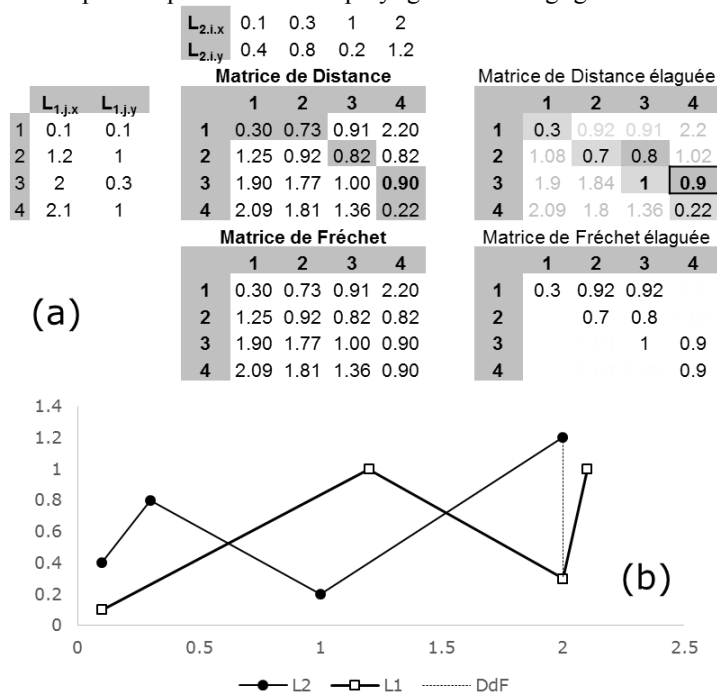 L2.i.x 0.1 0.3 1 2
L2.i.y 0.4 0.8 0.2 1.2
Matrice de Distance
1 2 3 4
1 0.30 0.73 0.91 2.20
2 1.25 0.92 0.82 0.82
3 1.90 1.77 1.00 0.90
4 2.09 1.81 1.36 0.22
Matrice de Distance élaguée
1 2 3 4
1 0.3 0.92 0.91 2.2
2 1.08 0.7 0.8 1.02
3 1.9 1.84 1 0.9
4 2.09 1.8 1.36 0.22
L1.j.x L1.j.y
1 0.1 0.1
2 1.2 1
3 2 0.3
4 2.1 1
Matrice de Fréchet
1 2 3 4
1 0.30 0.73 0.91 2.20
2 1.25 0.92 0.82 0.82
3 1.90 1.77 1.00 0.90
4 2.09 1.81 1.36 0.90
Matrice de Fréchet élaguée
1 2 3 4
1 0.3 0.92 0.92
2 0.7 0.8
3 1 0.9
4 0.9
(a)
1.4
1.2
1
0.8
0.6
0.4
0.2
0
0 0.5 1 1.5 2 2.5
(b)
L2 L1 DdF